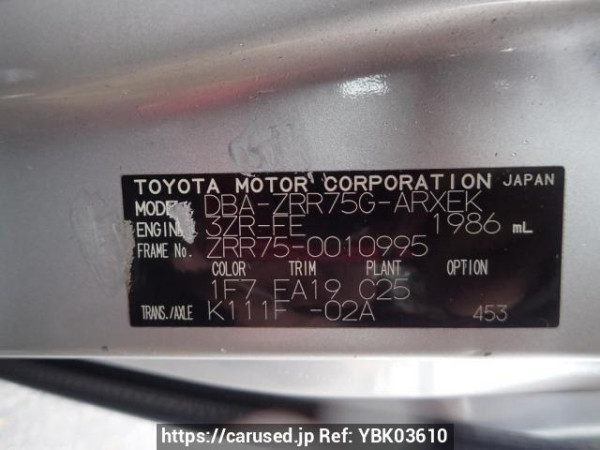 TOYOTA MOTOR CORPORATION JAPAN
MODEL DBA-ZRR75G-ARXEK
ENGINE 3ZR-FE 1986 mL
FRAME No. ZRR75-0010995
COLOR TRIM PLANT OPTION
1F7 EA19 C25
TRANS./AXLE K111F -02A 453
https://carused.jp Ref: YBK03610